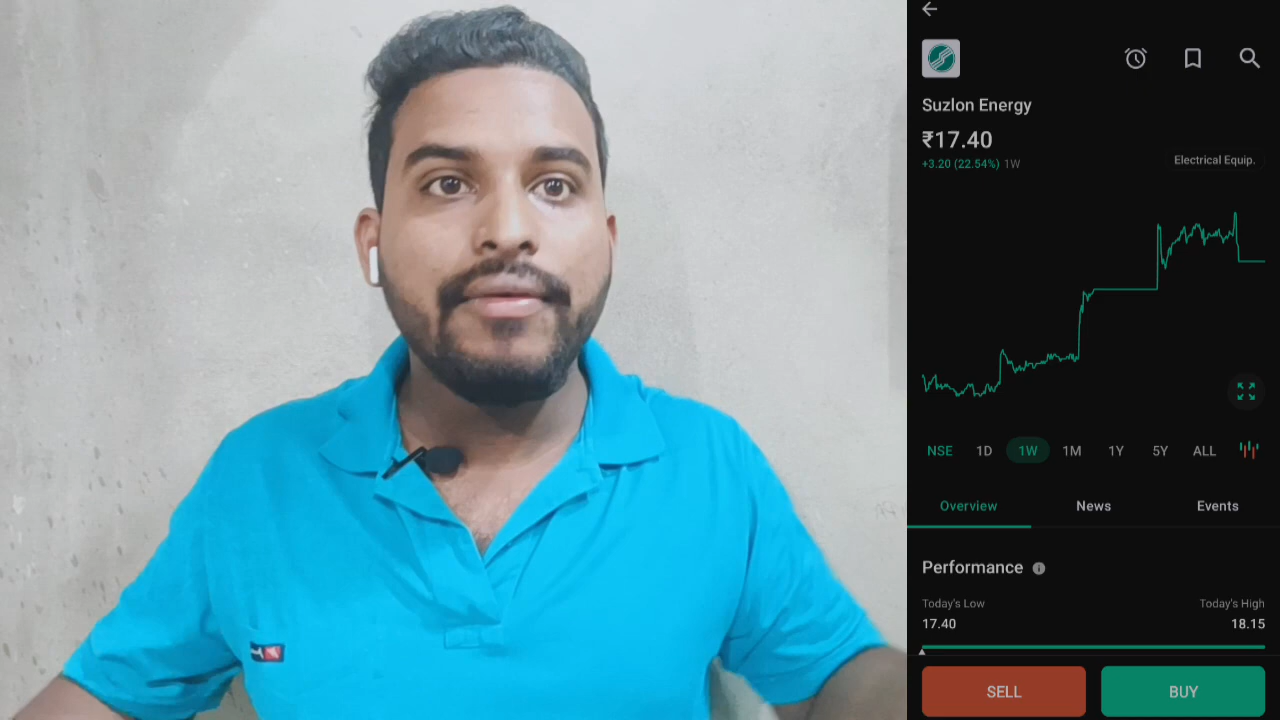 Suzlon Energy
₹17.40
+3.20 (22.54%) 1W
Electrical Equip.
NSE 1D 1W 1M 1Y 5Y ALL
Overview News Events
Performance
Today's Low Today's High
17.40 18.15
SELL BUY